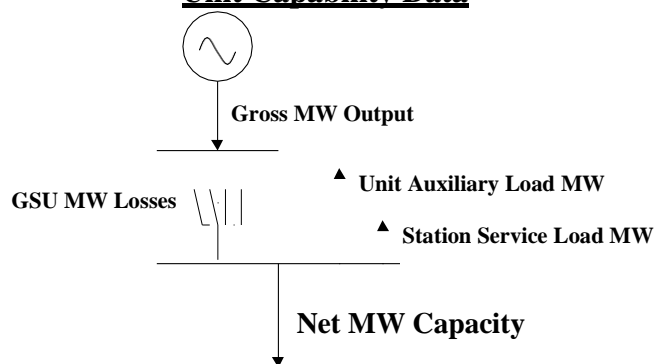 Unit Capability Data
Gross MW Output
Unit Auxiliary Load MW
GSU MW Losses
Station Service Load MW
Net MW Capacity